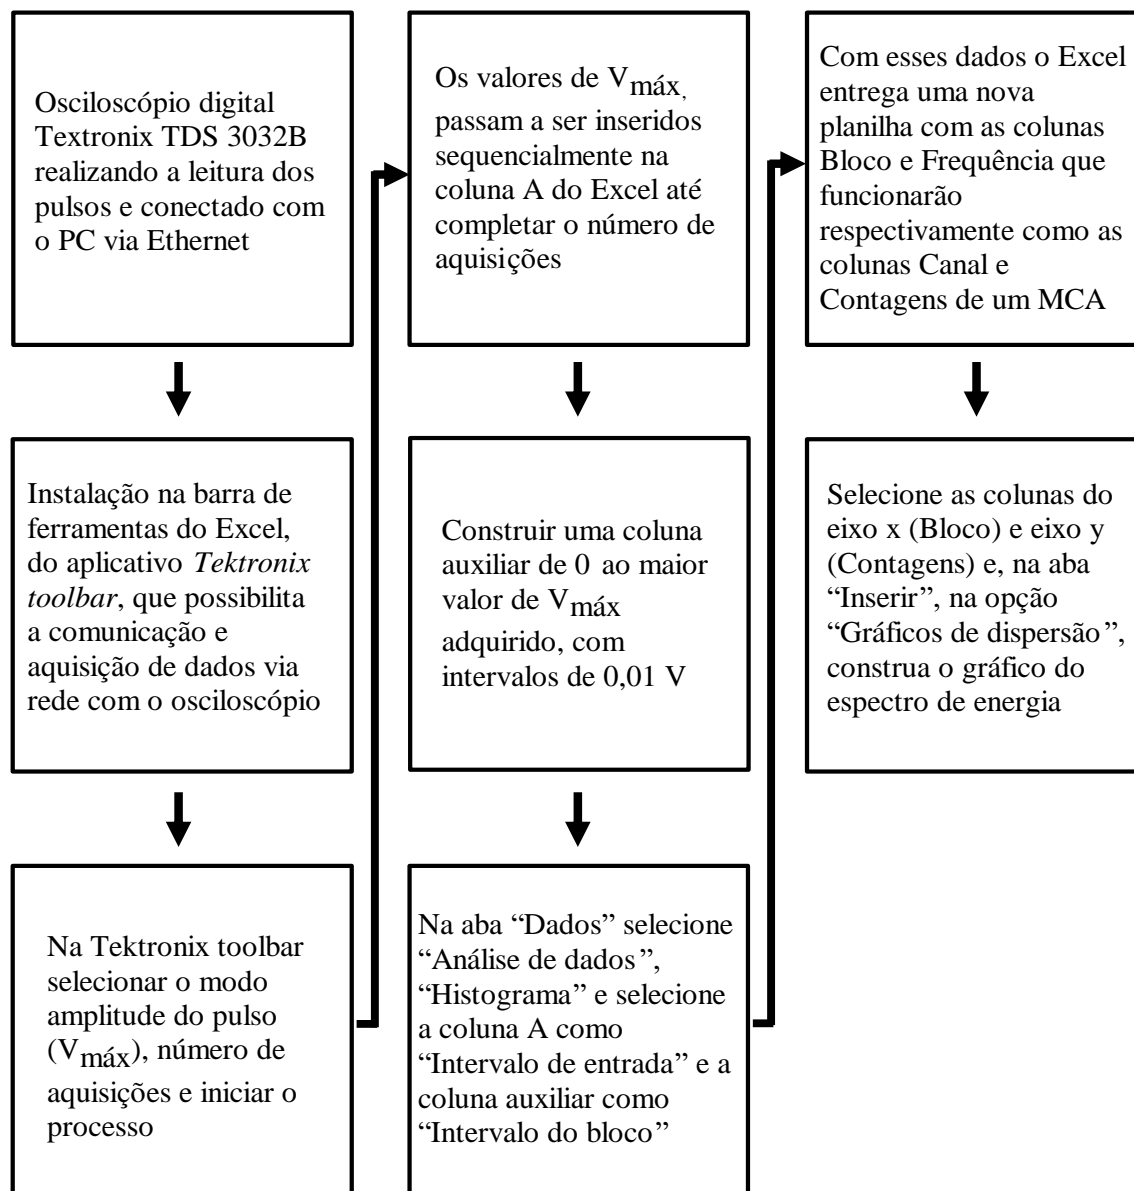 Osciloscópio digital
Textronix TDS 3032B
realizando a leitura dos
pulsos e conectado com
o PC via Ethernet
Instalação na barra de
ferramentas do Excel,
do aplicativo Tektronix
toolbar, que possibilita
a comunicação e
aquisição de dados via
rede com o osciloscópio
Na Tektronix toolbar
selecionar o modo
amplitude do pulso
(Vmáx), número de
aquisições e iniciar o
processo
Os valores de Vmáx,
passam a ser inseridos
sequencialmente na
coluna A do Excel até
completar o número de
aquisições
Construir uma coluna
auxiliar de 0 ao maior
valor de Vmáx
adquirido, com
intervalos de 0,01 V
Na aba “Dados” selecione
“Análise de dados”,
“Histograma” e selecione
a coluna A como
“Intervalo de entrada” e a
coluna auxiliar como
“Intervalo do bloco”
Com esses dados o Excel
entrega uma nova
planilha com as colunas
Bloco e Frequência que
funcionarão
respectivamente como as
colunas Canal e
Contagens de um MCA
Selecione as colunas do
eixo x (Bloco) e eixo y
(Contagens) e, na aba
“Inserir”, na opção
“Gráficos de dispersão”,
construa o gráfico do
espectro de energia